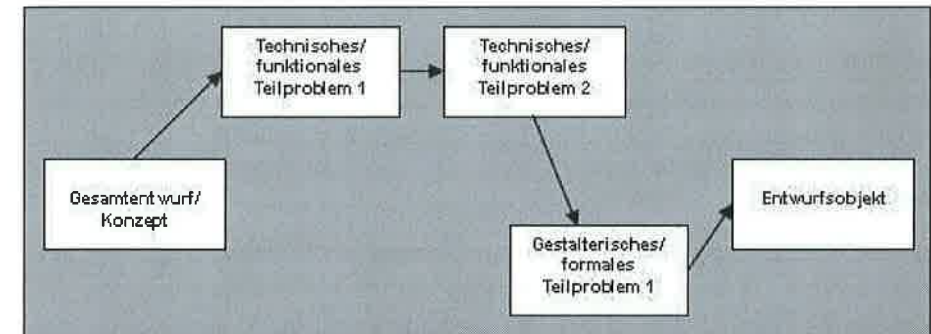 Gesamtentwurf/
Konzept
Technisches/
funktionales
Teilproblem 1
Technisches/
funktionales
Teilproblem 2
Gestalterisches/
formales
Teilproblem 1
Entwurfsobjekt